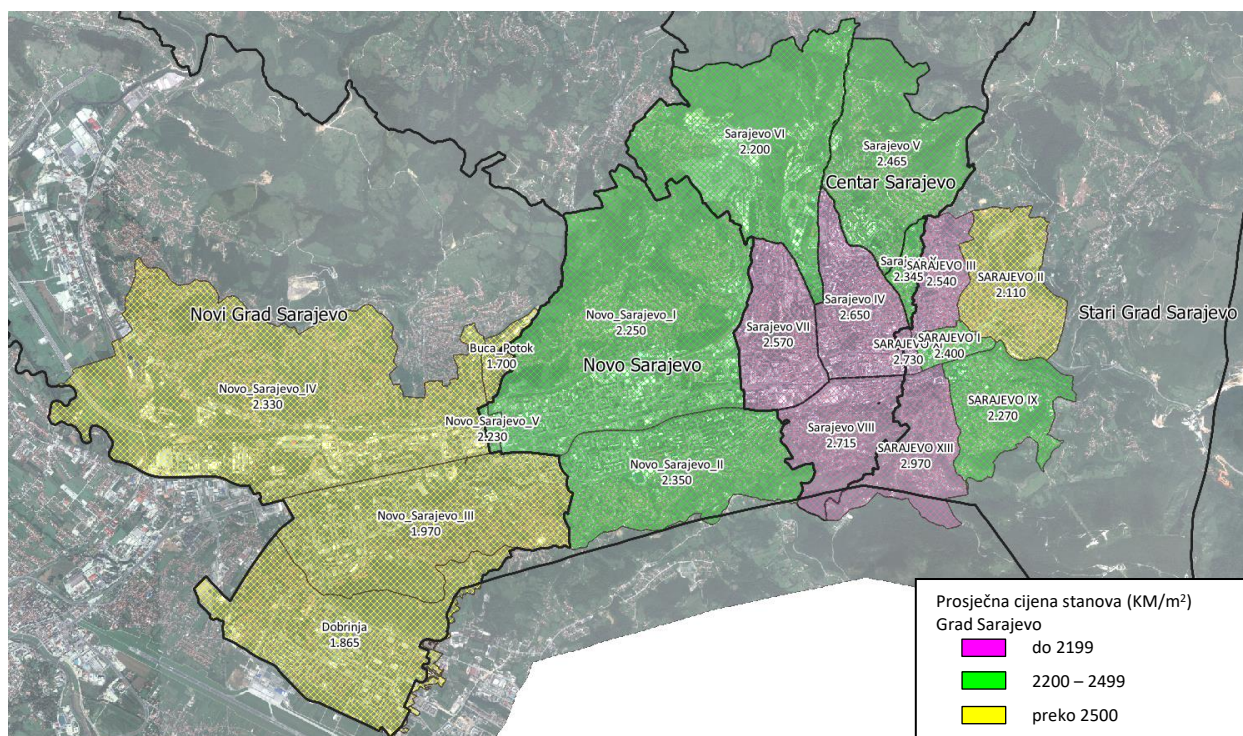 Sarajevo VI
2.200
Sarajevo V
2.465
Centar Sarajevo
Sarajevo X
2.345
SARAJEVO III
2.540
SARAJEVO II
2.110
Stari Grad Sarajevo
Novi Grad Sarajevo
Novo_Sarajevo_I
2.250
Sarajevo IV
2.650
Sarajevo VII
2.570
SARAJEVO XI
2.730
SARAJEVO I
2.400
Buca_Potok
1.700
Novo Sarajevo
Novo_Sarajevo_IV
2.330
SARAJEVO IX
2.270
Novo_Sarajevo_V
2.230
Sarajevo VIII
2.715
SARAJEVO XIII
2.970
Novo_Sarajevo_II
2.350
Novo_Sarajevo_III
1.970
Dobrinja
1.865
Prosječna cijena stanova (KM/m²)
Grad Sarajevo
do 2199
2200 – 2499
preko 2500